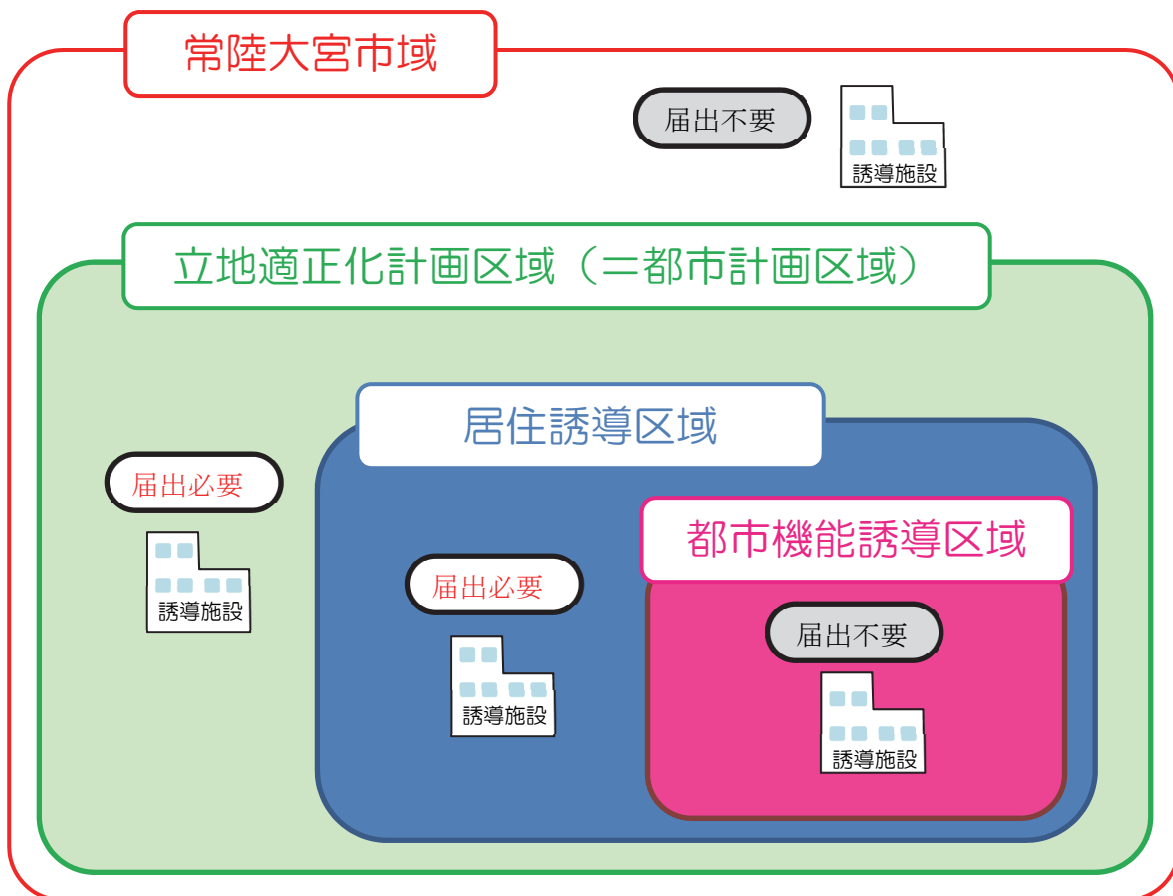 常陸大宮市域
届出不要
誘導施設
立地適正化計画区域（＝都市計画区域）
居住誘導区域
届出必要
誘導施設
届出必要
誘導施設
都市機能誘導区域
届出不要
誘導施設